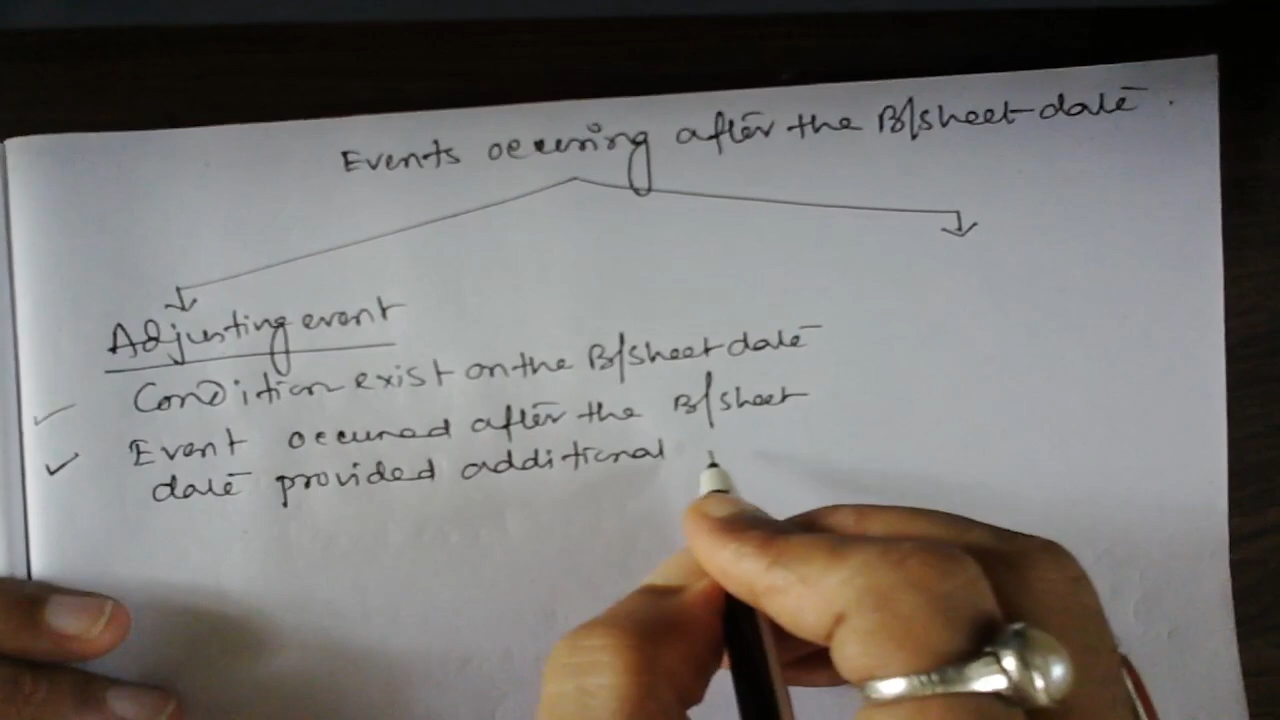 Events occuring after the B/sheet date.
Adjusting event
Condition exist on the B/sheet date
Event occured after the B/sheet
date provided additional